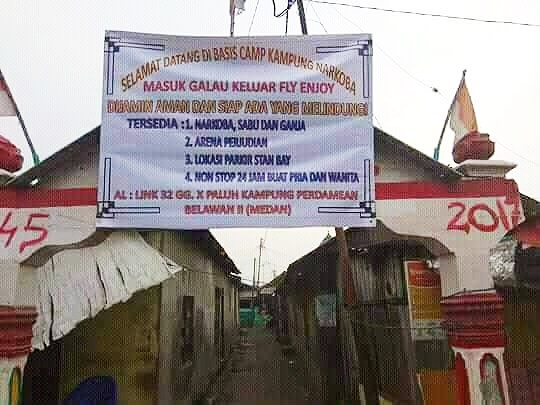 SELAMAT DATANG DI BASIS CAMP KAMPUNG NARKOBA
MASUK GALAU KELUAR FLY ENJOY
DIJAMIN AMAN DAN SIAP ADA YANG MELINDUNGI
TERSEDIA : 1. NARKOBA, SABU DAN GANJA
2. ARENA PERJUDIAN
3. LOKASI PARKIR STAN BAY
4. NON STOP 24 JAM BUAT PRIA DAN WANITA
AL : LINK 32 GG. X PALUH KAMPUNG PERDAMEAN
BELAWAN II (MEDAN)
45
2017